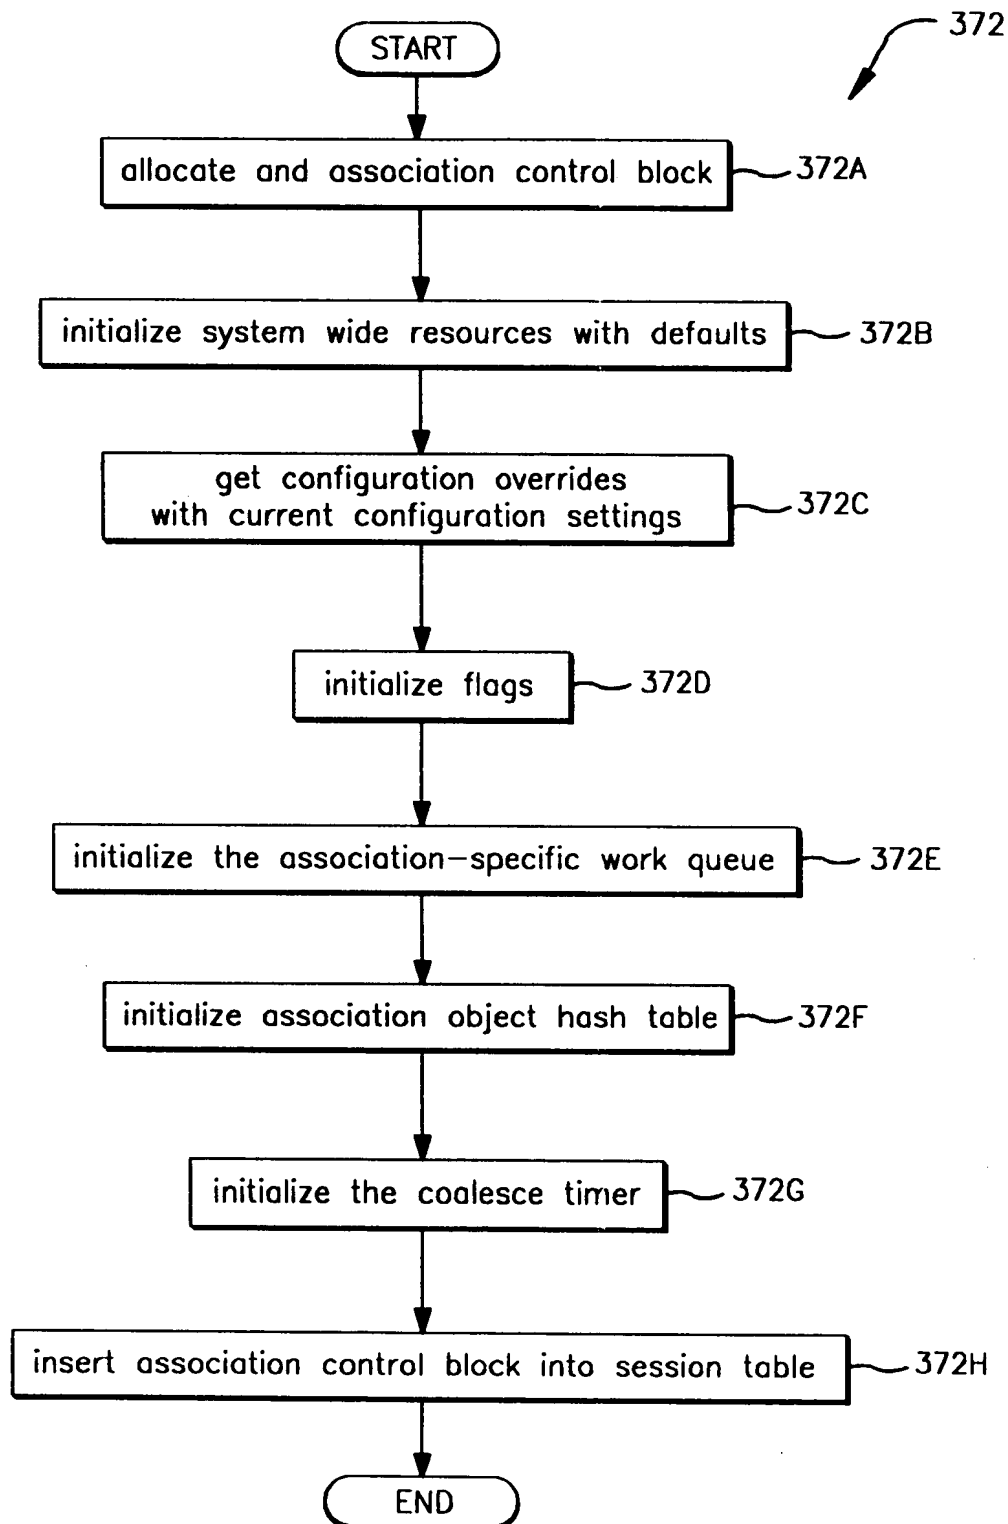 372
START
allocate and association control block
372A
initialize system wide resources with defaults
372B
get configuration overrides
with current configuration settings
372C
initialize flags
372D
initialize the association-specific work queue
372E
initialize association object hash table
372F
initialize the coalesce timer
372G
insert association control block into session table
372H
END